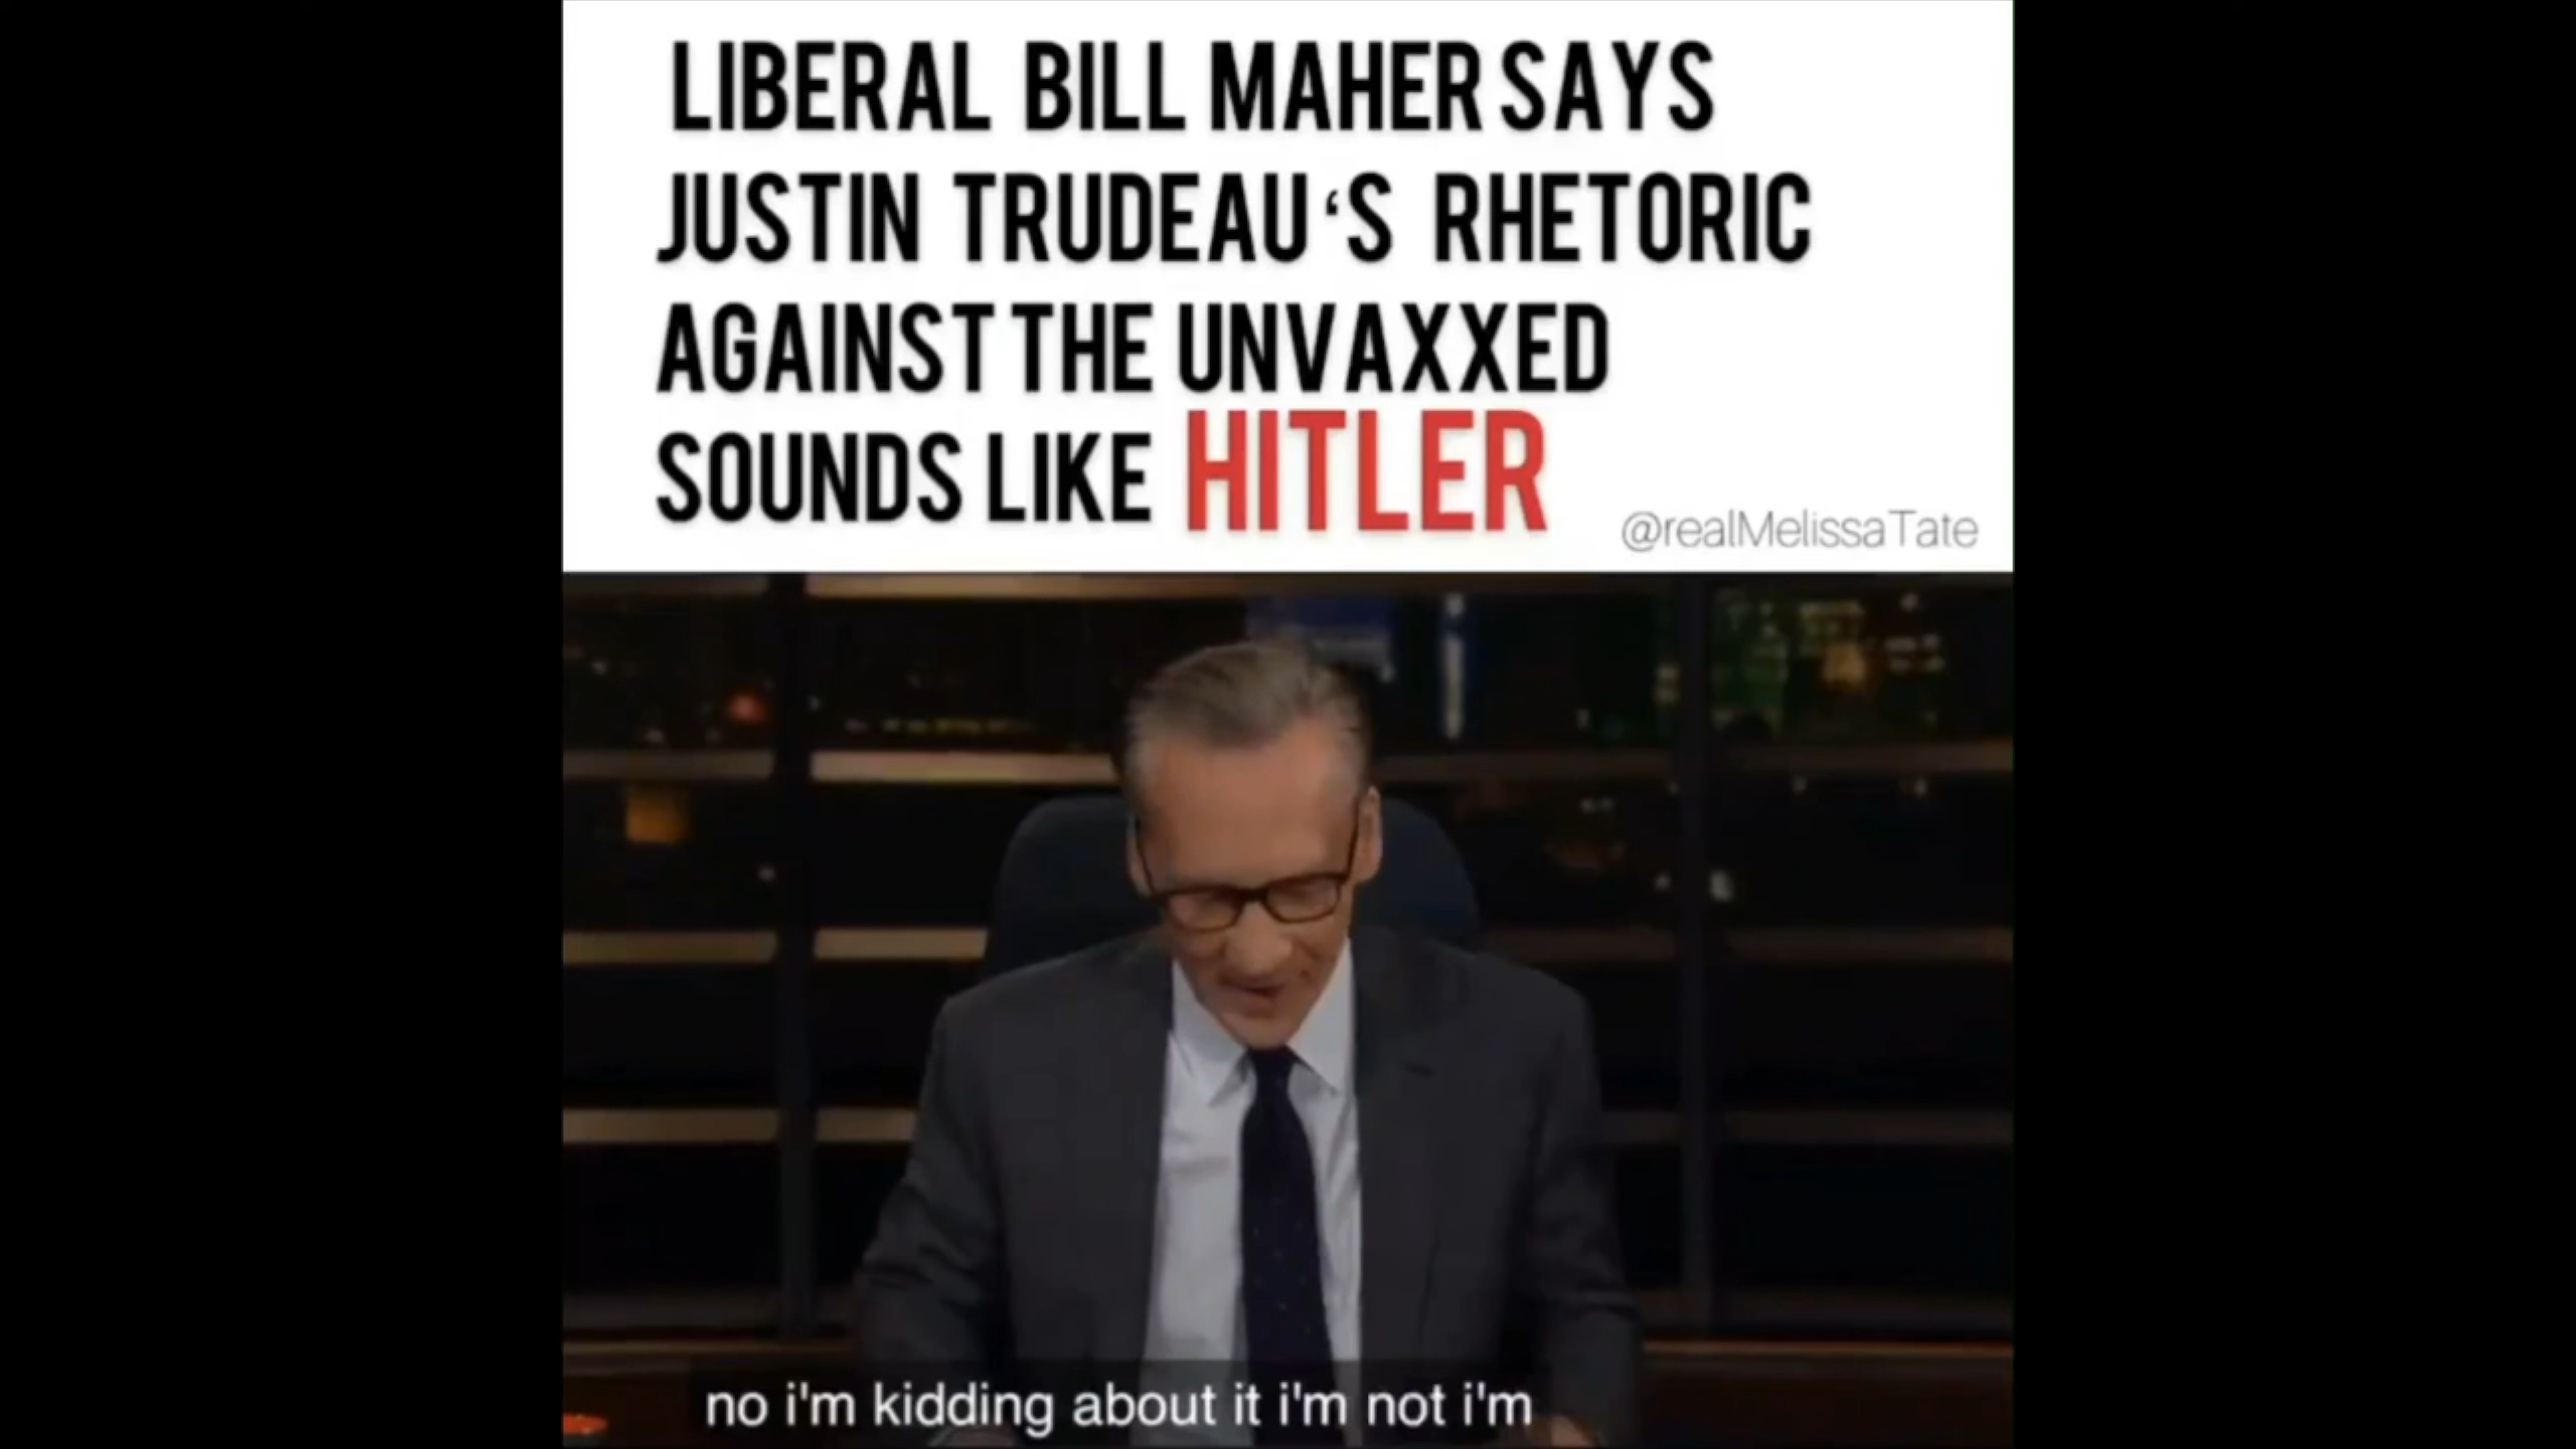 LIBERAL BILL MAHER SAYS
JUSTIN TRUDEAU‘S RHETORIC
AGAINST THE UNVAXXED
SOUNDS LIKE HITLER
@realMelissaTate
no i'm kidding about it i'm not i'm